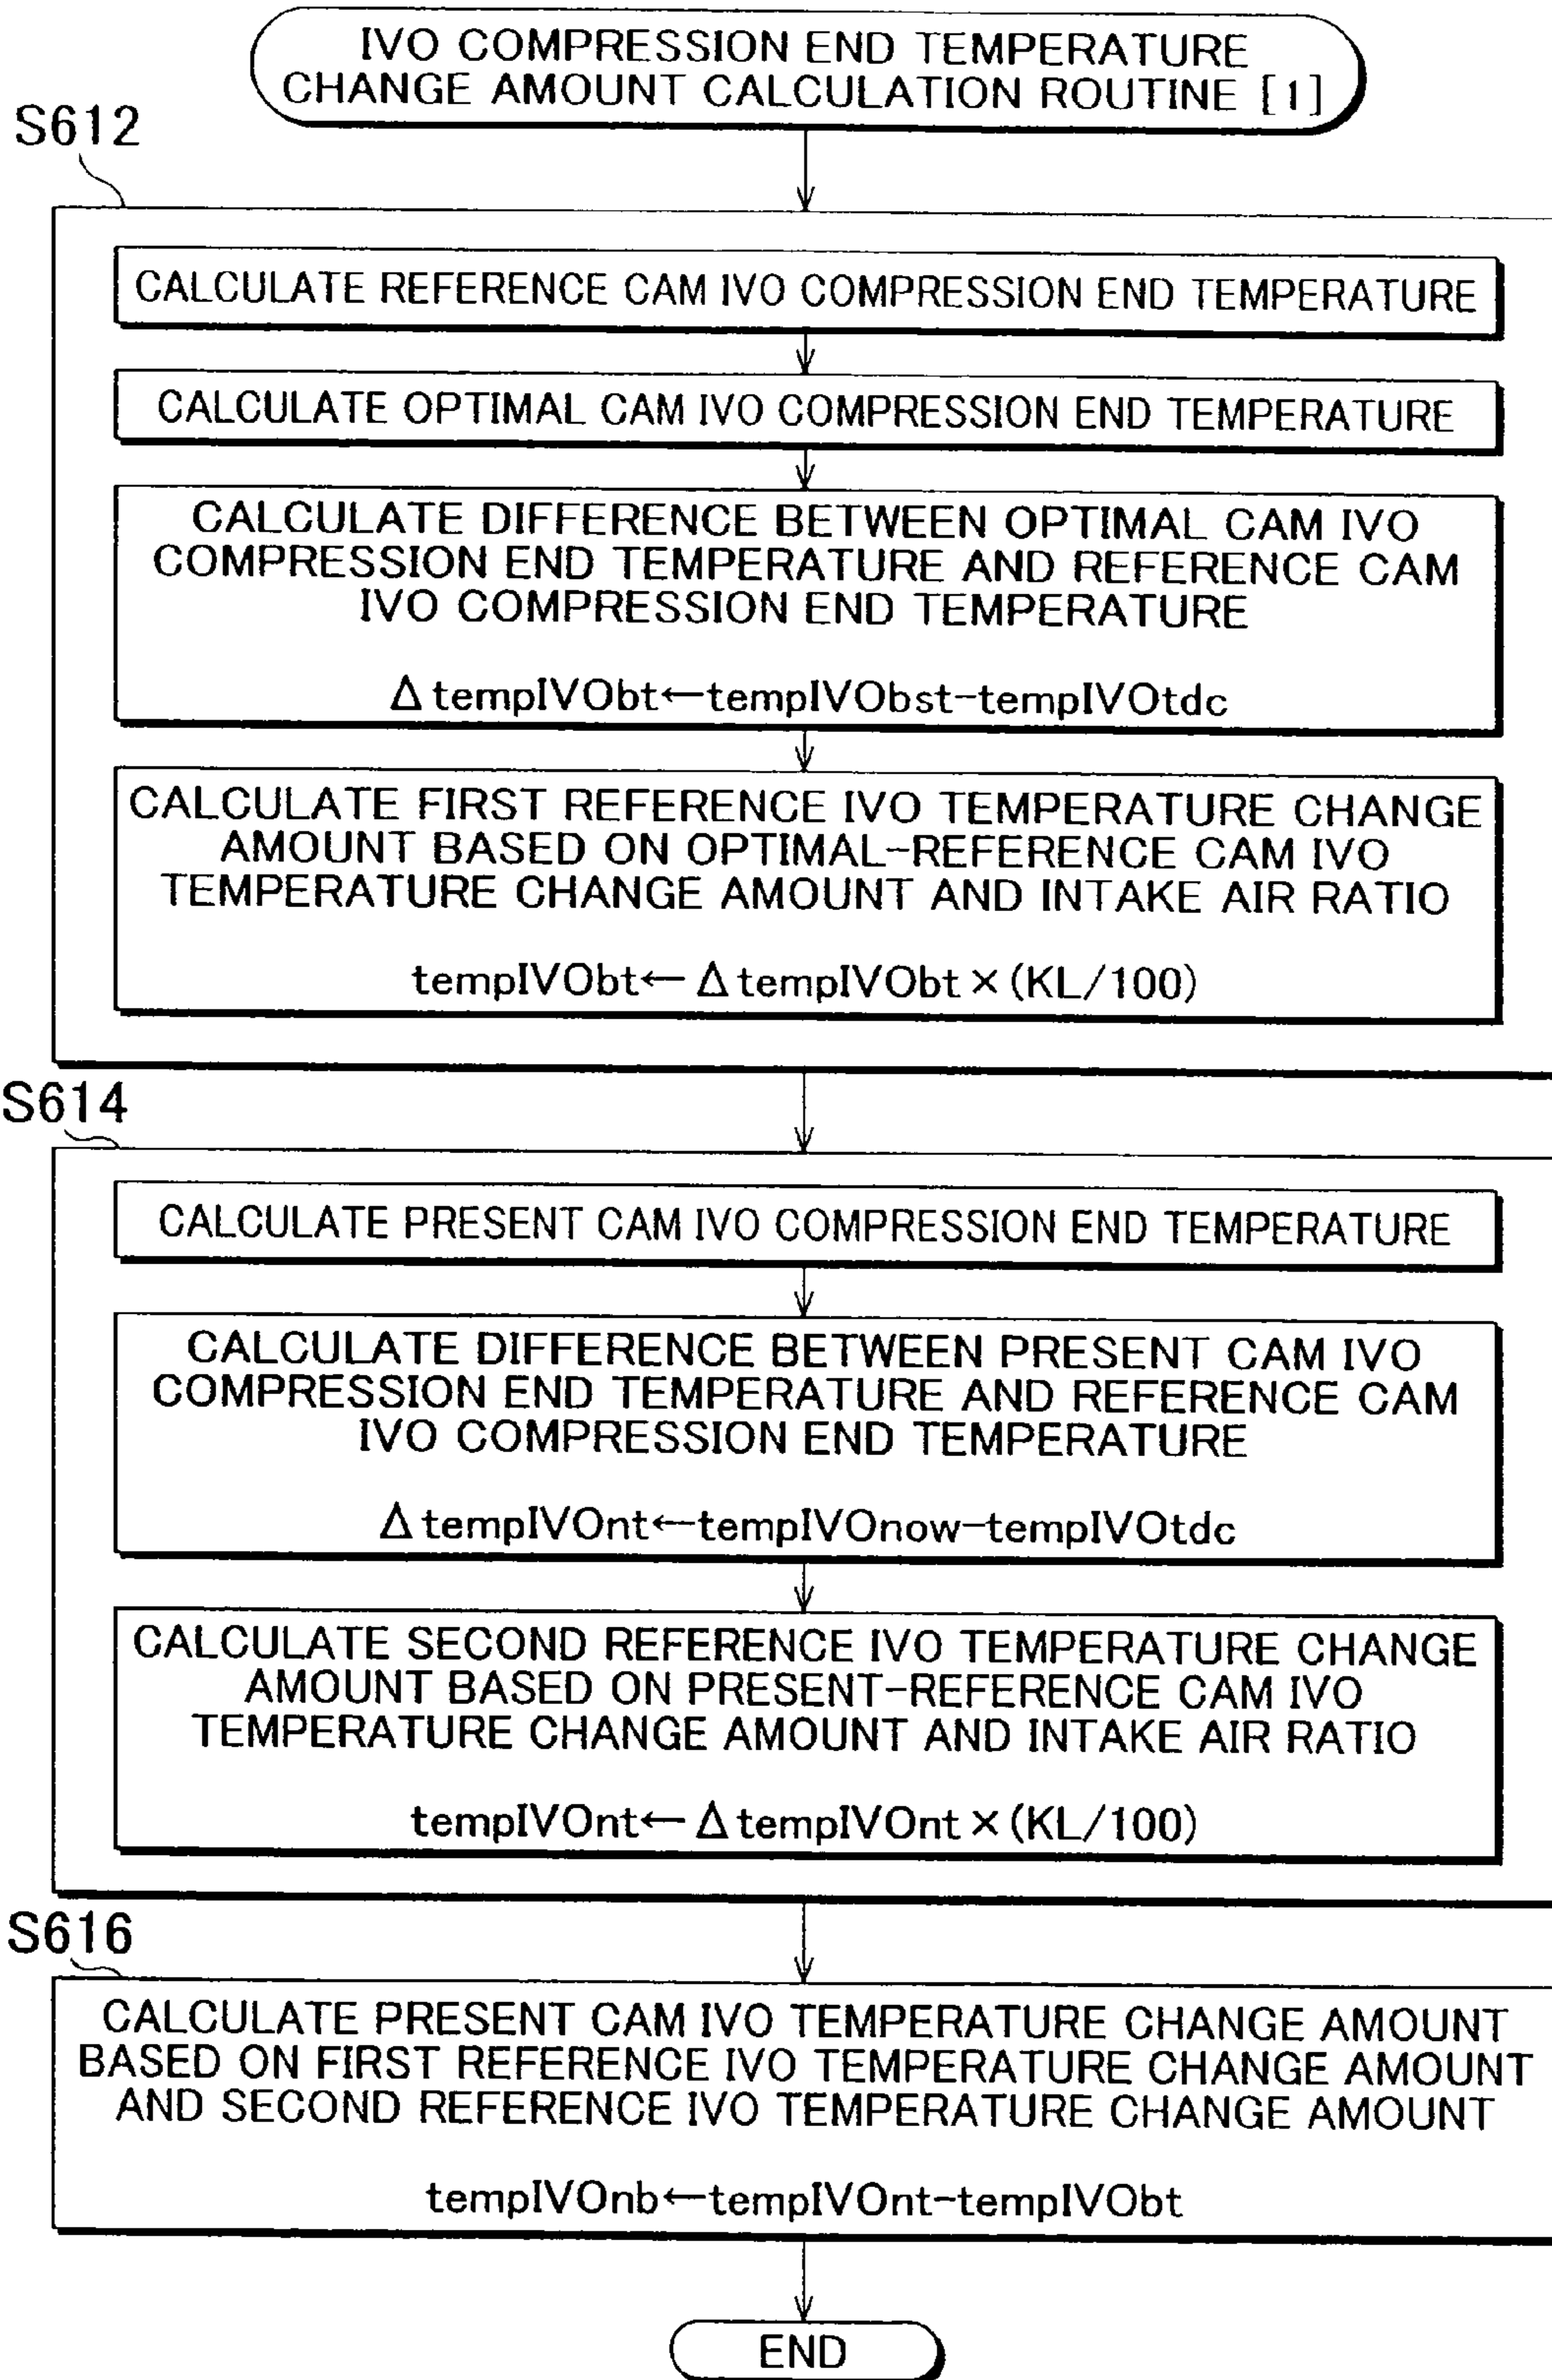 IVO COMPRESSION END TEMPERATURE
CHANGE AMOUNT CALCULATION ROUTINE [1]
S612
CALCULATE REFERENCE CAM IVO COMPRESSION END TEMPERATURE
CALCULATE OPTIMAL CAM IVO COMPRESSION END TEMPERATURE
CALCULATE DIFFERENCE BETWEEN OPTIMAL CAM IVO
COMPRESSION END TEMPERATURE AND REFERENCE CAM
IVO COMPRESSION END TEMPERATURE
Δ tempIVObt←tempIVObst-tempIVOtdc
CALCULATE FIRST REFERENCE IVO TEMPERATURE CHANGE
AMOUNT BASED ON OPTIMAL-REFERENCE CAM IVO
TEMPERATURE CHANGE AMOUNT AND INTAKE AIR RATIO
tempIVObt← Δ tempIVObt × (KL/100)
S614
CALCULATE PRESENT CAM IVO COMPRESSION END TEMPERATURE
CALCULATE DIFFERENCE BETWEEN PRESENT CAM IVO
COMPRESSION END TEMPERATURE AND REFERENCE CAM
IVO COMPRESSION END TEMPERATURE
Δ tempIVOnt←tempIVOnow-tempIVOtdc
CALCULATE SECOND REFERENCE IVO TEMPERATURE CHANGE
AMOUNT BASED ON PRESENT-REFERENCE CAM IVO
TEMPERATURE CHANGE AMOUNT AND INTAKE AIR RATIO
tempIVOnt← Δ tempIVOnt × (KL/100)
S616
CALCULATE PRESENT CAM IVO TEMPERATURE CHANGE AMOUNT
BASED ON FIRST REFERENCE IVO TEMPERATURE CHANGE AMOUNT
AND SECOND REFERENCE IVO TEMPERATURE CHANGE AMOUNT
tempIVOnb←tempIVOnt-tempIVObt
END